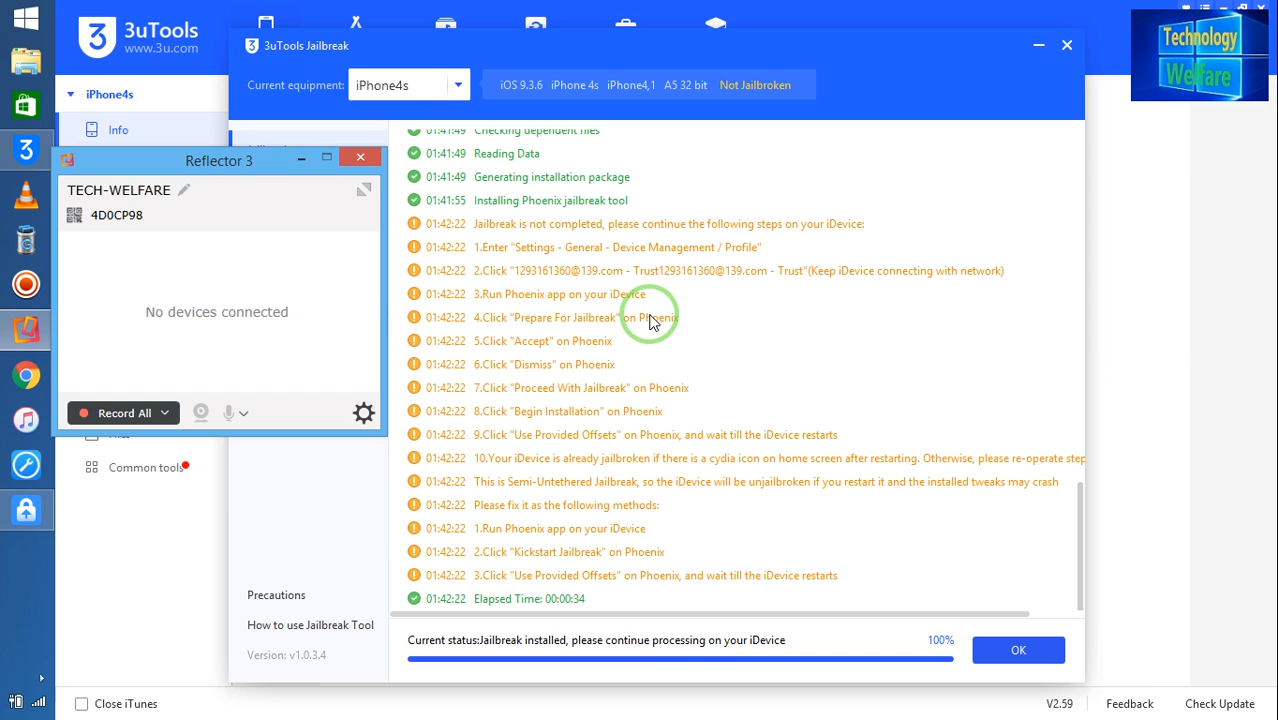 3uTools
www.3u.com
Technology
Welfare
3uTools Jailbreak
Current equipment:
iPhone4s
iOS 9.3.6 iPhone 4s iPhone4,1 A5 32 bit Not Jailbroken
iPhone4s
Info
Reflector 3
TECH-WELFARE
4D0CP98
No devices connected
Record All
Common tools
01:41:49 Checking dependent files
01:41:49 Reading Data
01:41:49 Generating installation package
01:41:55 Installing Phoenix jailbreak tool
01:42:22 Jailbreak is not completed, please continue the following steps on your iDevice:
01:42:22 1.Enter "Settings - General - Device Management / Profile"
01:42:22 2.Click "1293161360@139.com - Trust1293161360@139.com - Trust"(Keep iDevice connecting with network)
01:42:22 3.Run Phoenix app on your iDevice
01:42:22 4.Click "Prepare For Jailbreak" on Phoenix
01:42:22 5.Click "Accept" on Phoenix
01:42:22 6.Click "Dismiss" on Phoenix
01:42:22 7.Click "Proceed With Jailbreak" on Phoenix
01:42:22 8.Click "Begin Installation" on Phoenix
01:42:22 9.Click "Use Provided Offsets" on Phoenix, and wait till the iDevice restarts
01:42:22 10.Your iDevice is already jailbroken if there is a cydia icon on home screen after restarting. Otherwise, please re-operate step
01:42:22 This is Semi-Untethered Jailbreak, so the iDevice will be unjailbroken if you restart it and the installed tweaks may crash
01:42:22 Please fix it as the following methods:
01:42:22 1.Run Phoenix app on your iDevice
01:42:22 2.Click "Kickstart Jailbreak" on Phoenix
01:42:22 3.Click "Use Provided Offsets" on Phoenix, and wait till the iDevice restarts
01:42:22 Elapsed Time: 00:00:34
Precautions
How to use Jailbreak Tool
Version: v1.0.3.4
Current status:Jailbreak installed, please continue processing on your iDevice 100%
OK
Close iTunes
V2.59 Feedback Check Update